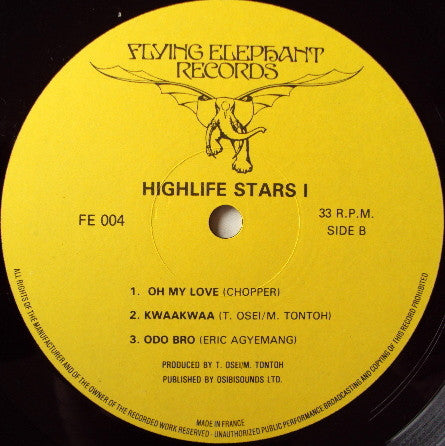 FLYING ELEPHANT
RECORDS
HIGHLIFE STARS I
FE 004
33 R.P.M.
SIDE B
1. OH MY LOVE (CHOPPER)
2. KWAAKWAA (T. OSEI/M. TONTOH)
3. ODO BRO (ERIC AGYEMANG)
PRODUCED BY T. OSEI/M. TONTOH
PUBLISHED BY OSIBISOUNDS LTD.
MADE IN FRANCE
ALL RIGHTS OF THE MANUFACTURER AND OF THE OWNER OF THE RECORDED WORK RESERVED - UNAUTHORIZED PUBLIC PERFORMANCE BROADCASTING AND COPYING OF THIS RECORD PROHIBITED